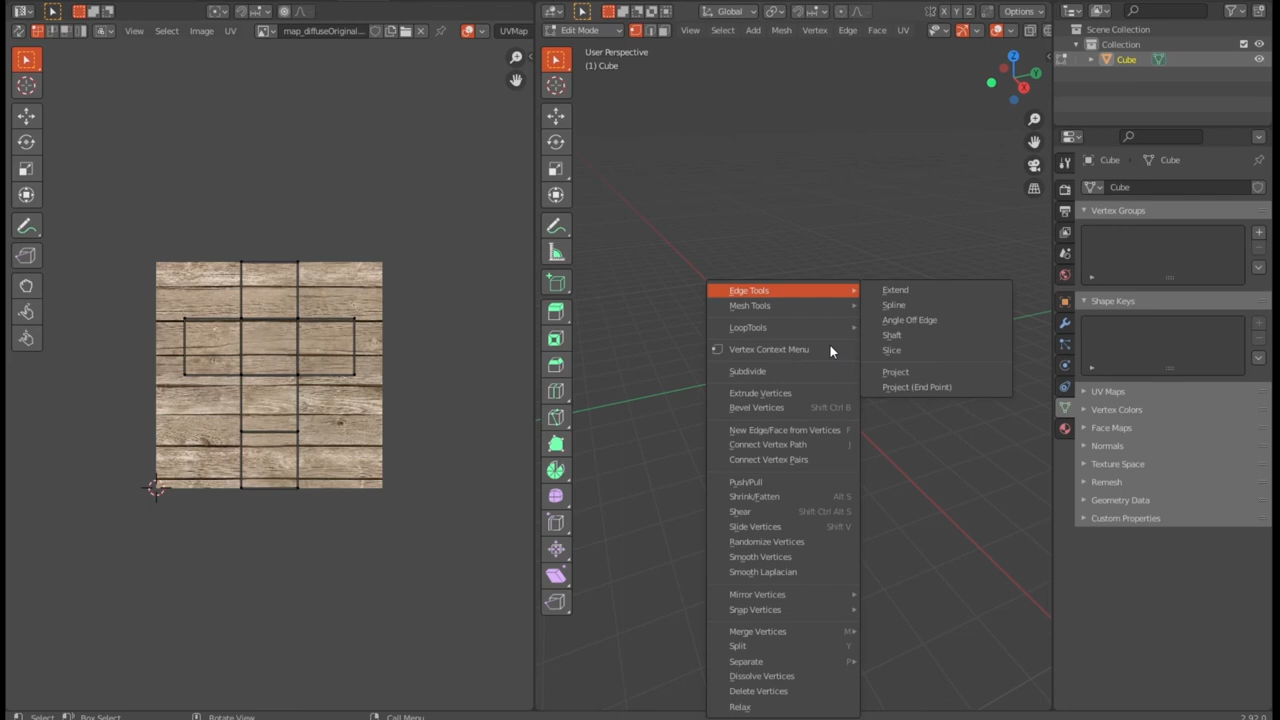 Global
Options
Scene Collection
View
Select
Image
UV
map_diffuseOriginal...
UVMap
Edit Mode
View
Select
Add
Mesh
Vertex
Edge
Face
UV
Collection
Cube
User Perspective
(1) Cube
Z
Y
X
Cube
Cube
Cube
Vertex Groups
Shape Keys
UV Maps
Vertex Colors
Face Maps
Normals
Texture Space
Remesh
Geometry Data
Custom Properties
Edge Tools
Mesh Tools
LoopTools
Vertex Context Menu
Subdivide
Extrude Vertices
Bevel Vertices Shift Ctrl B
New Edge/Face from Vertices F
Connect Vertex Path J
Connect Vertex Pairs
Push/Pull
Shrink/Fatten Alt S
Shear Shift Ctrl Alt S
Slide Vertices Shift V
Randomize Vertices
Smooth Vertices
Smooth Laplacian
Mirror Vertices
Snap Vertices
Merge Vertices M
Split Y
Separate P
Dissolve Vertices
Delete Vertices
Relax
Extend
Spline
Angle Off Edge
Shaft
Slice
Project
Project (End Point)
Select
Box Select
Rotate View
Call Menu
2.92.0